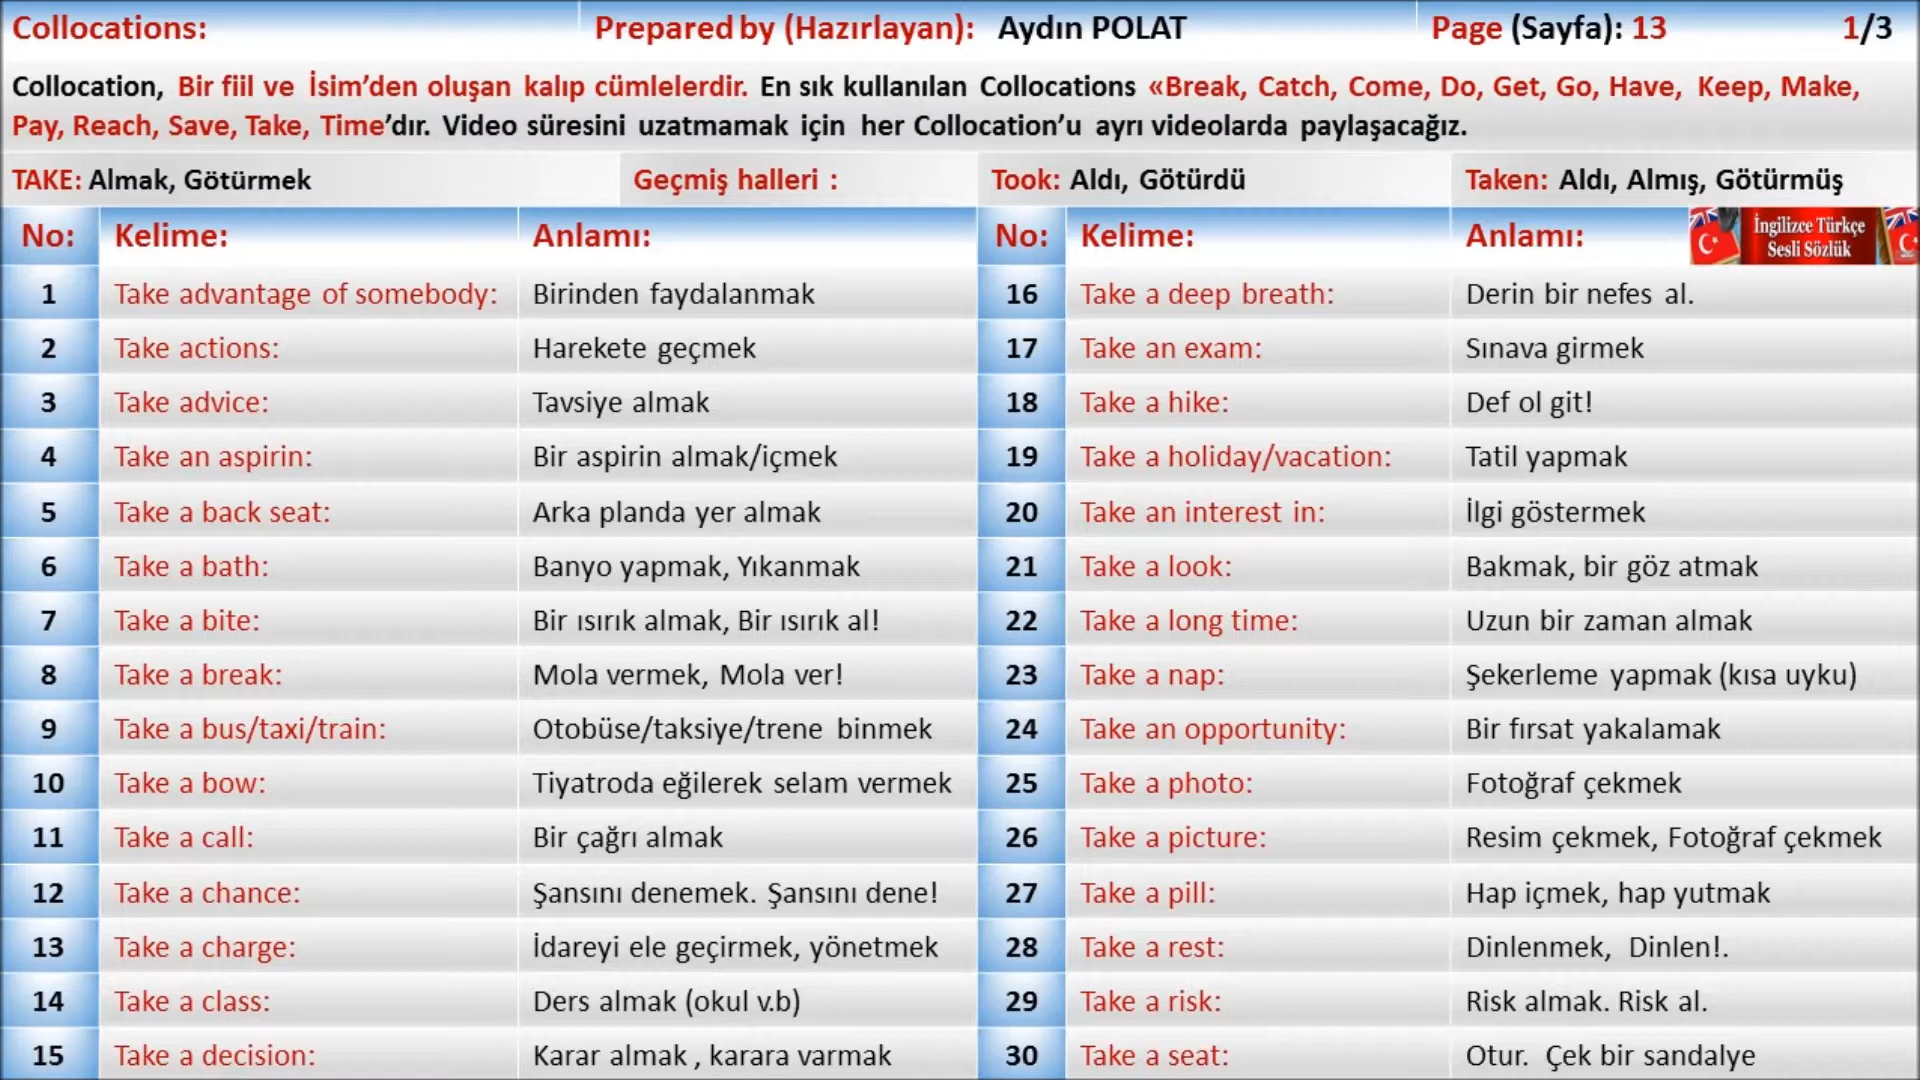 Collocations: Prepared by (Hazırlayan): Aydın POLAT Page (Sayfa): 13 1/3
Collocation, Bir fiil ve İsim’den oluşan kalıp cümlelerdir. En sık kullanılan Collocations «Break, Catch, Come, Do, Get, Go, Have, Keep, Make,
Pay, Reach, Save, Take, Time’dır. Video süresini uzatmamak için her Collocation’u ayrı videolarda paylaşacağız.
TAKE: Almak, Götürmek Geçmiş halleri : Took: Aldı, Götürdü Taken: Aldı, Almış, Götürmüş
No: Kelime: Anlamı: No: Kelime: Anlamı:
İngilizce Türkçe
Sesli Sözlük
1 Take advantage of somebody: Birinden faydalanmak 16 Take a deep breath: Derin bir nefes al.
2 Take actions: Harekete geçmek 17 Take an exam: Sınava girmek
3 Take advice: Tavsiye almak 18 Take a hike: Def ol git!
4 Take an aspirin: Bir aspirin almak/içmek 19 Take a holiday/vacation: Tatil yapmak
5 Take a back seat: Arka planda yer almak 20 Take an interest in: İlgi göstermek
6 Take a bath: Banyo yapmak, Yıkanmak 21 Take a look: Bakmak, bir göz atmak
7 Take a bite: Bir ısırık almak, Bir ısırık al! 22 Take a long time: Uzun bir zaman almak
8 Take a break: Mola vermek, Mola ver! 23 Take a nap: Şekerleme yapmak (kısa uyku)
9 Take a bus/taxi/train: Otobüse/taksiye/trene binmek 24 Take an opportunity: Bir fırsat yakalamak
10 Take a bow: Tiyatroda eğilerek selam vermek 25 Take a photo: Fotoğraf çekmek
11 Take a call: Bir çağrı almak 26 Take a picture: Resim çekmek, Fotoğraf çekmek
12 Take a chance: Şansını denemek. Şansını dene! 27 Take a pill: Hap içmek, hap yutmak
13 Take a charge: İdareyi ele geçirmek, yönetmek 28 Take a rest: Dinlenmek, Dinlen!.
14 Take a class: Ders almak (okul v.b) 29 Take a risk: Risk almak. Risk al.
15 Take a decision: Karar almak , karara varmak 30 Take a seat: Otur. Çek bir sandalye